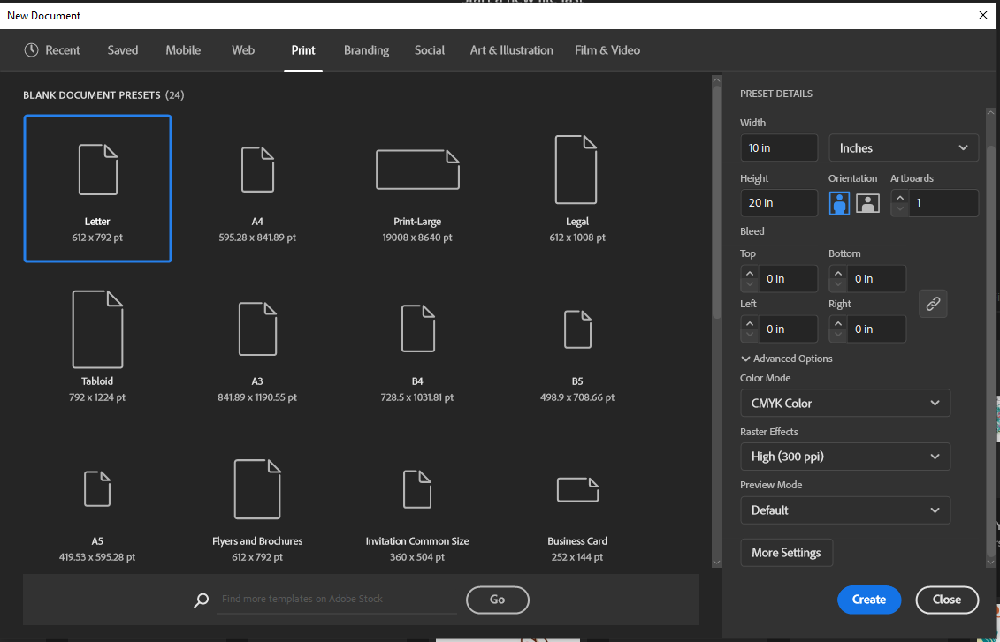 New Document
Recent Saved Mobile Web Print Branding Social Art & Illustration Film & Video
BLANK DOCUMENT PRESETS (24)
Letter
612 x 792 pt
A4
595.28 x 841.89 pt
Print-Large
19008 x 8640 pt
Legal
612 x 1008 pt
Tabloid
792 x 1224 pt
A3
841.89 x 1190.55 pt
B4
728.5 x 1031.81 pt
B5
498.9 x 708.66 pt
A5
419.53 x 595.28 pt
Flyers and Brochures
612 x 792 pt
Invitation Common Size
360 x 504 pt
Business Card
252 x 144 pt
Find more templates on Adobe Stock
Go
PRESET DETAILS
Width
10 in Inches
Height Orientation Artboards
20 in 1
Bleed
Top Bottom
0 in 0 in
Left Right
0 in 0 in
Advanced Options
Color Mode
CMYK Color
Raster Effects
High (300 ppi)
Preview Mode
Default
More Settings
Create Close